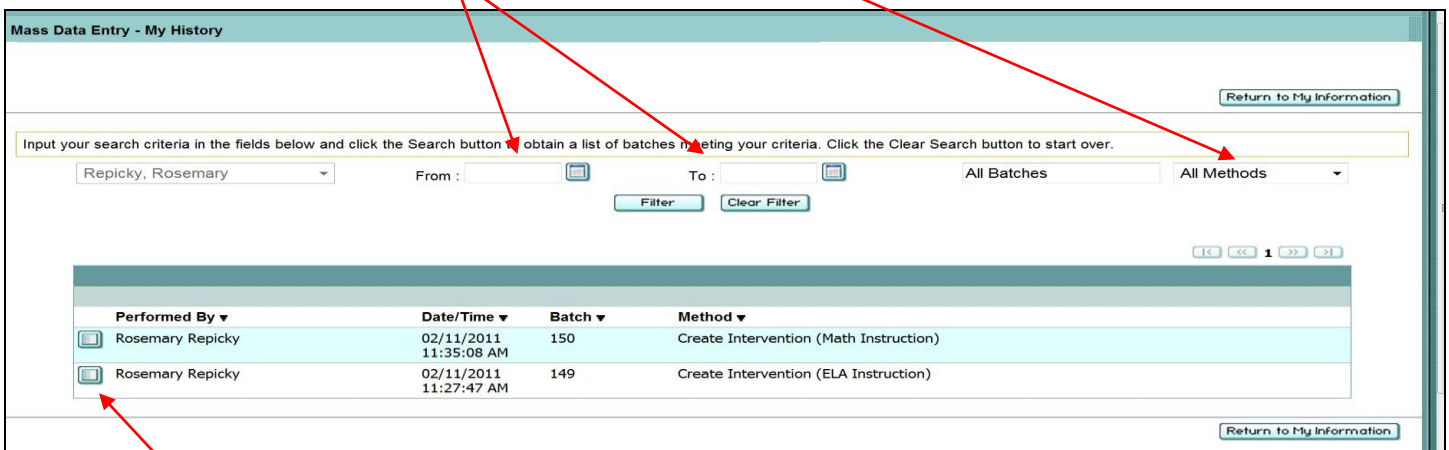 Mass Data Entry - My History
Return to My Information
Input your search criteria in the fields below and click the Search button to obtain a list of batches meeting your criteria. Click the Clear Search button to start over.
Repicky, Rosemary From : To : All Batches All Methods
Filter Clear Filter
|< << 1 >> >|
Performed By Date/Time Batch Method
Rosemary Repicky 02/11/2011 150 Create Intervention (Math Instruction)
11:35:08 AM
Rosemary Repicky 02/11/2011 149 Create Intervention (ELA Instruction)
11:27:47 AM
Return to My Information